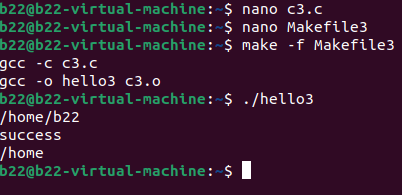 b22@b22-virtual-machine:~$ nano c3.c
b22@b22-virtual-machine:~$ nano Makefile3
b22@b22-virtual-machine:~$ make -f Makefile3
gcc -c c3.c
gcc -o hello3 c3.o
b22@b22-virtual-machine:~$ ./hello3
/home/b22
success
/home
b22@b22-virtual-machine:~$